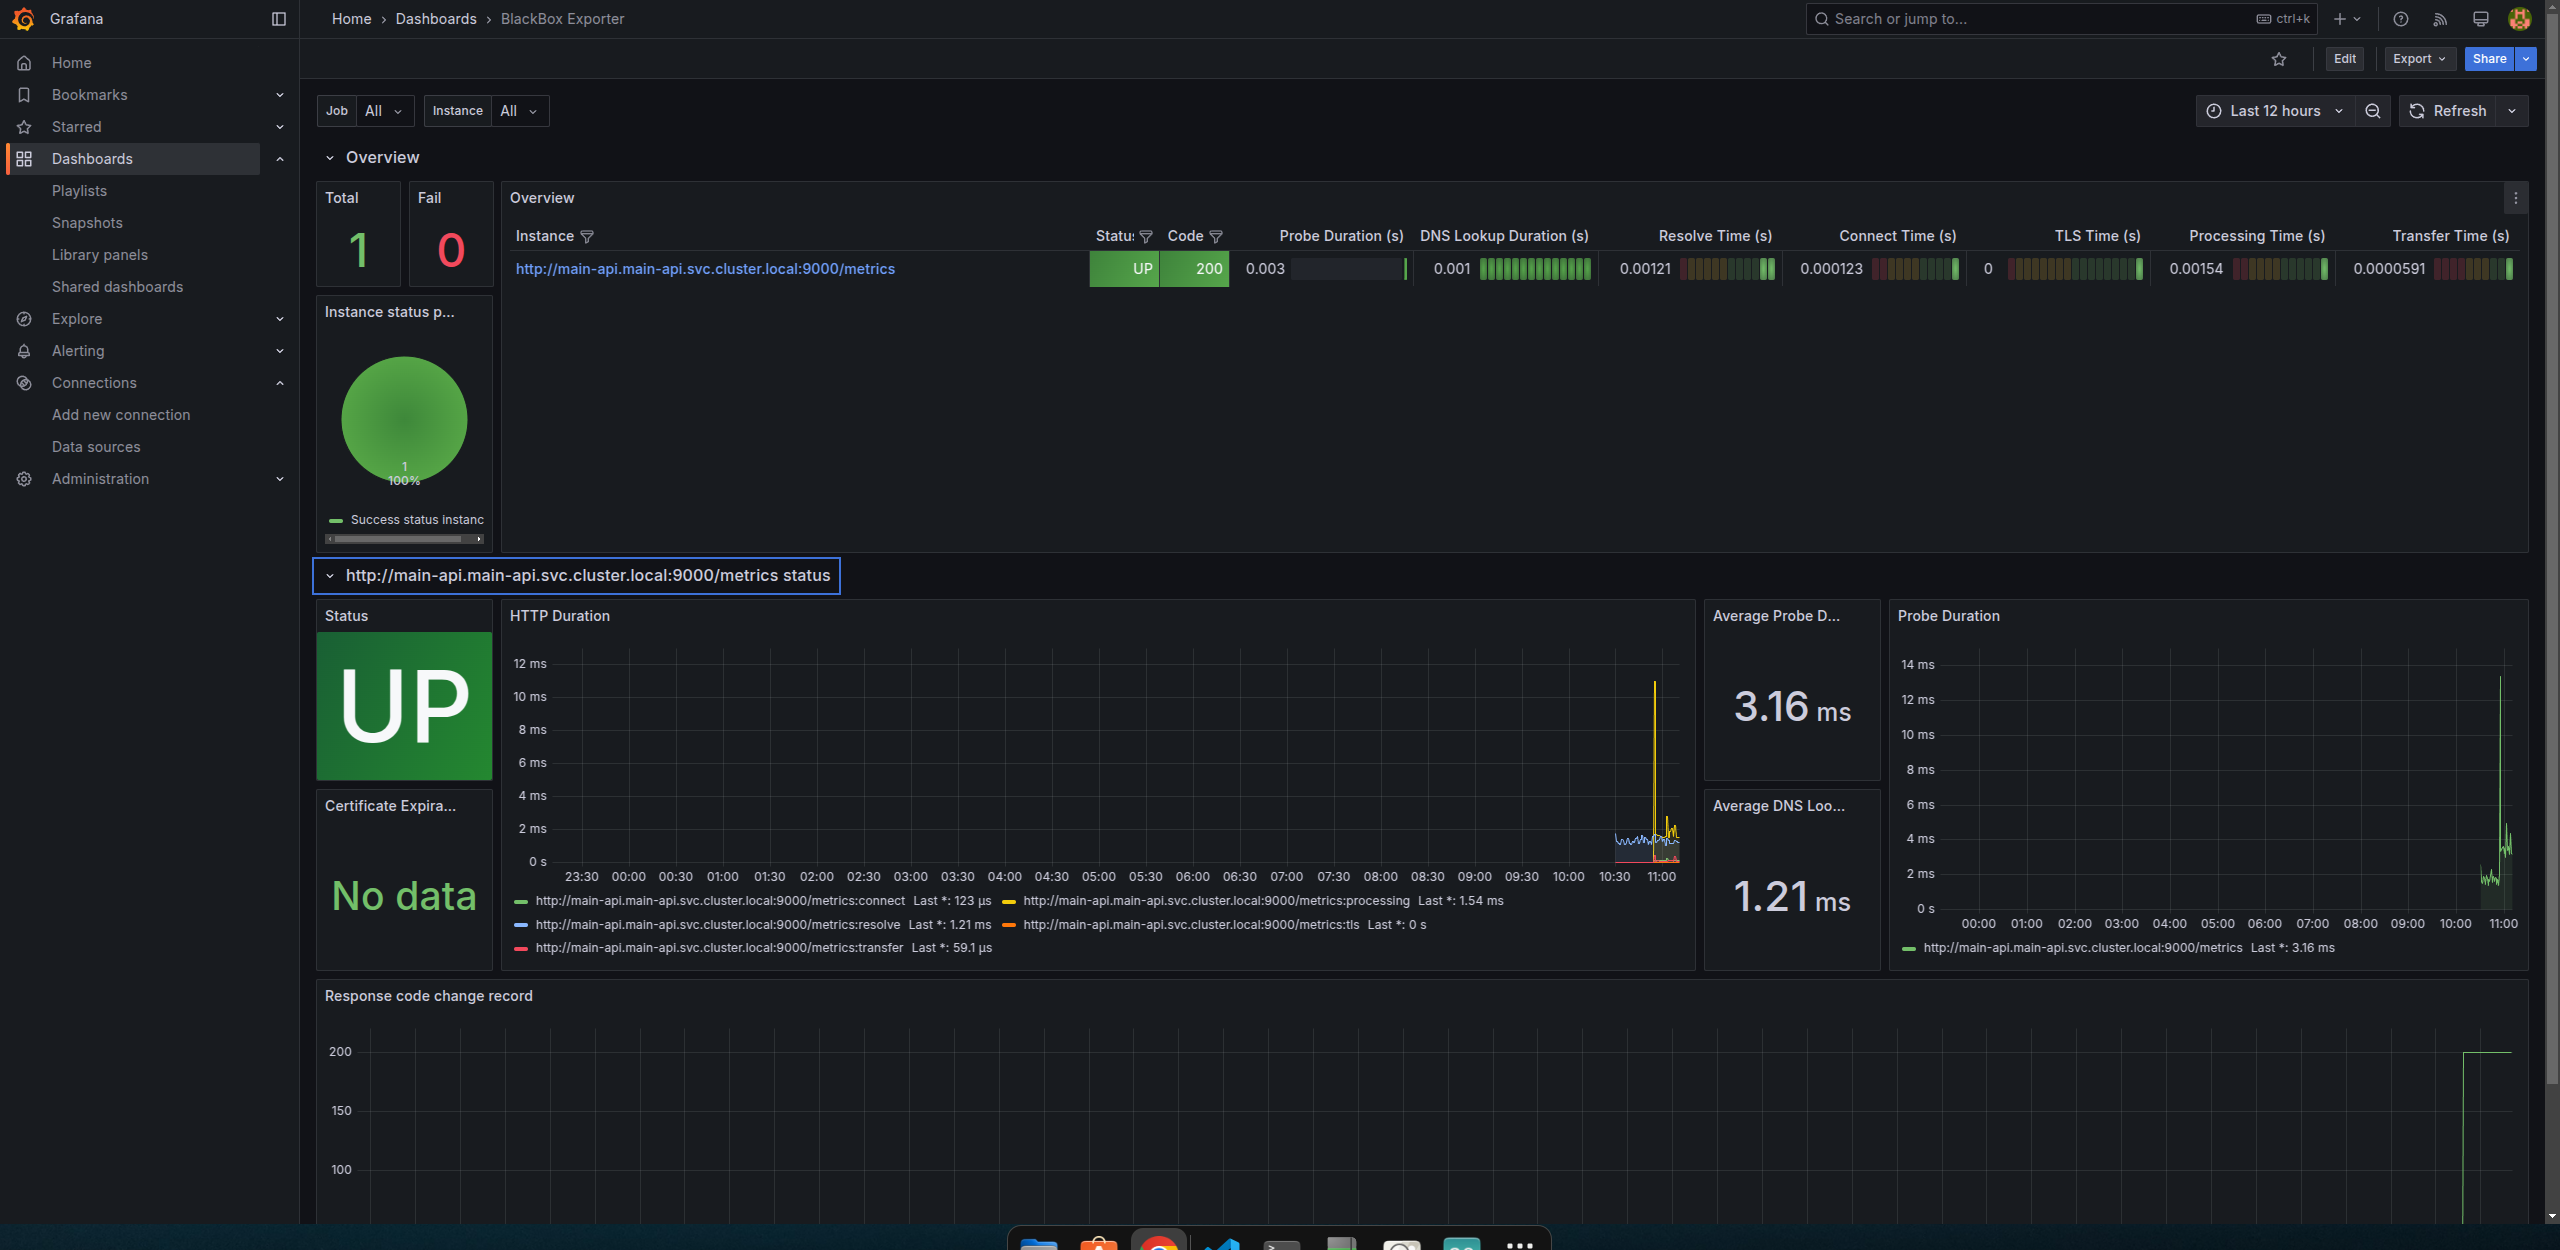 Grafana
Home
Bookmarks
Starred
Dashboards
Playlists
Snapshots
Library panels
Shared dashboards
Explore
Alerting
Connections
Add new connection
Data sources
Administration
Home › Dashboards › BlackBox Exporter
Search or jump to... ctrl+k
Edit Export Share
Job All Instance All
Last 12 hours Refresh
Overview
Total
1
Fail
0
Overview
Instance Status Code Probe Duration (s) DNS Lookup Duration (s) Resolve Time (s) Connect Time (s) TLS Time (s) Processing Time (s) Transfer Time (s)
http://main-api.main-api.svc.cluster.local:9000/metrics UP 200 0.003 0.001 0.00121 0.000123 0 0.00154 0.0000591
Instance status p...
1
100%
Success status instanc
http://main-api.main-api.svc.cluster.local:9000/metrics status
Status
UP
Certificate Expira...
No data
HTTP Duration
12 ms
10 ms
8 ms
6 ms
4 ms
2 ms
0 s
23:30 00:00 00:30 01:00 01:30 02:00 02:30 03:00 03:30 04:00 04:30 05:00 05:30 06:00 06:30 07:00 07:30 08:00 08:30 09:00 09:30 10:00 10:30 11:00
http://main-api.main-api.svc.cluster.local:9000/metrics:connect Last *: 123 µs http://main-api.main-api.svc.cluster.local:9000/metrics:processing Last *: 1.54 ms
http://main-api.main-api.svc.cluster.local:9000/metrics:resolve Last *: 1.21 ms http://main-api.main-api.svc.cluster.local:9000/metrics:tls Last *: 0 s
http://main-api.main-api.svc.cluster.local:9000/metrics:transfer Last *: 59.1 µs
Average Probe D...
3.16 ms
Average DNS Loo...
1.21 ms
Probe Duration
14 ms
12 ms
10 ms
8 ms
6 ms
4 ms
2 ms
0 s
00:00 01:00 02:00 03:00 04:00 05:00 06:00 07:00 08:00 09:00 10:00 11:00
http://main-api.main-api.svc.cluster.local:9000/metrics Last *: 3.16 ms
Response code change record
200
150
100